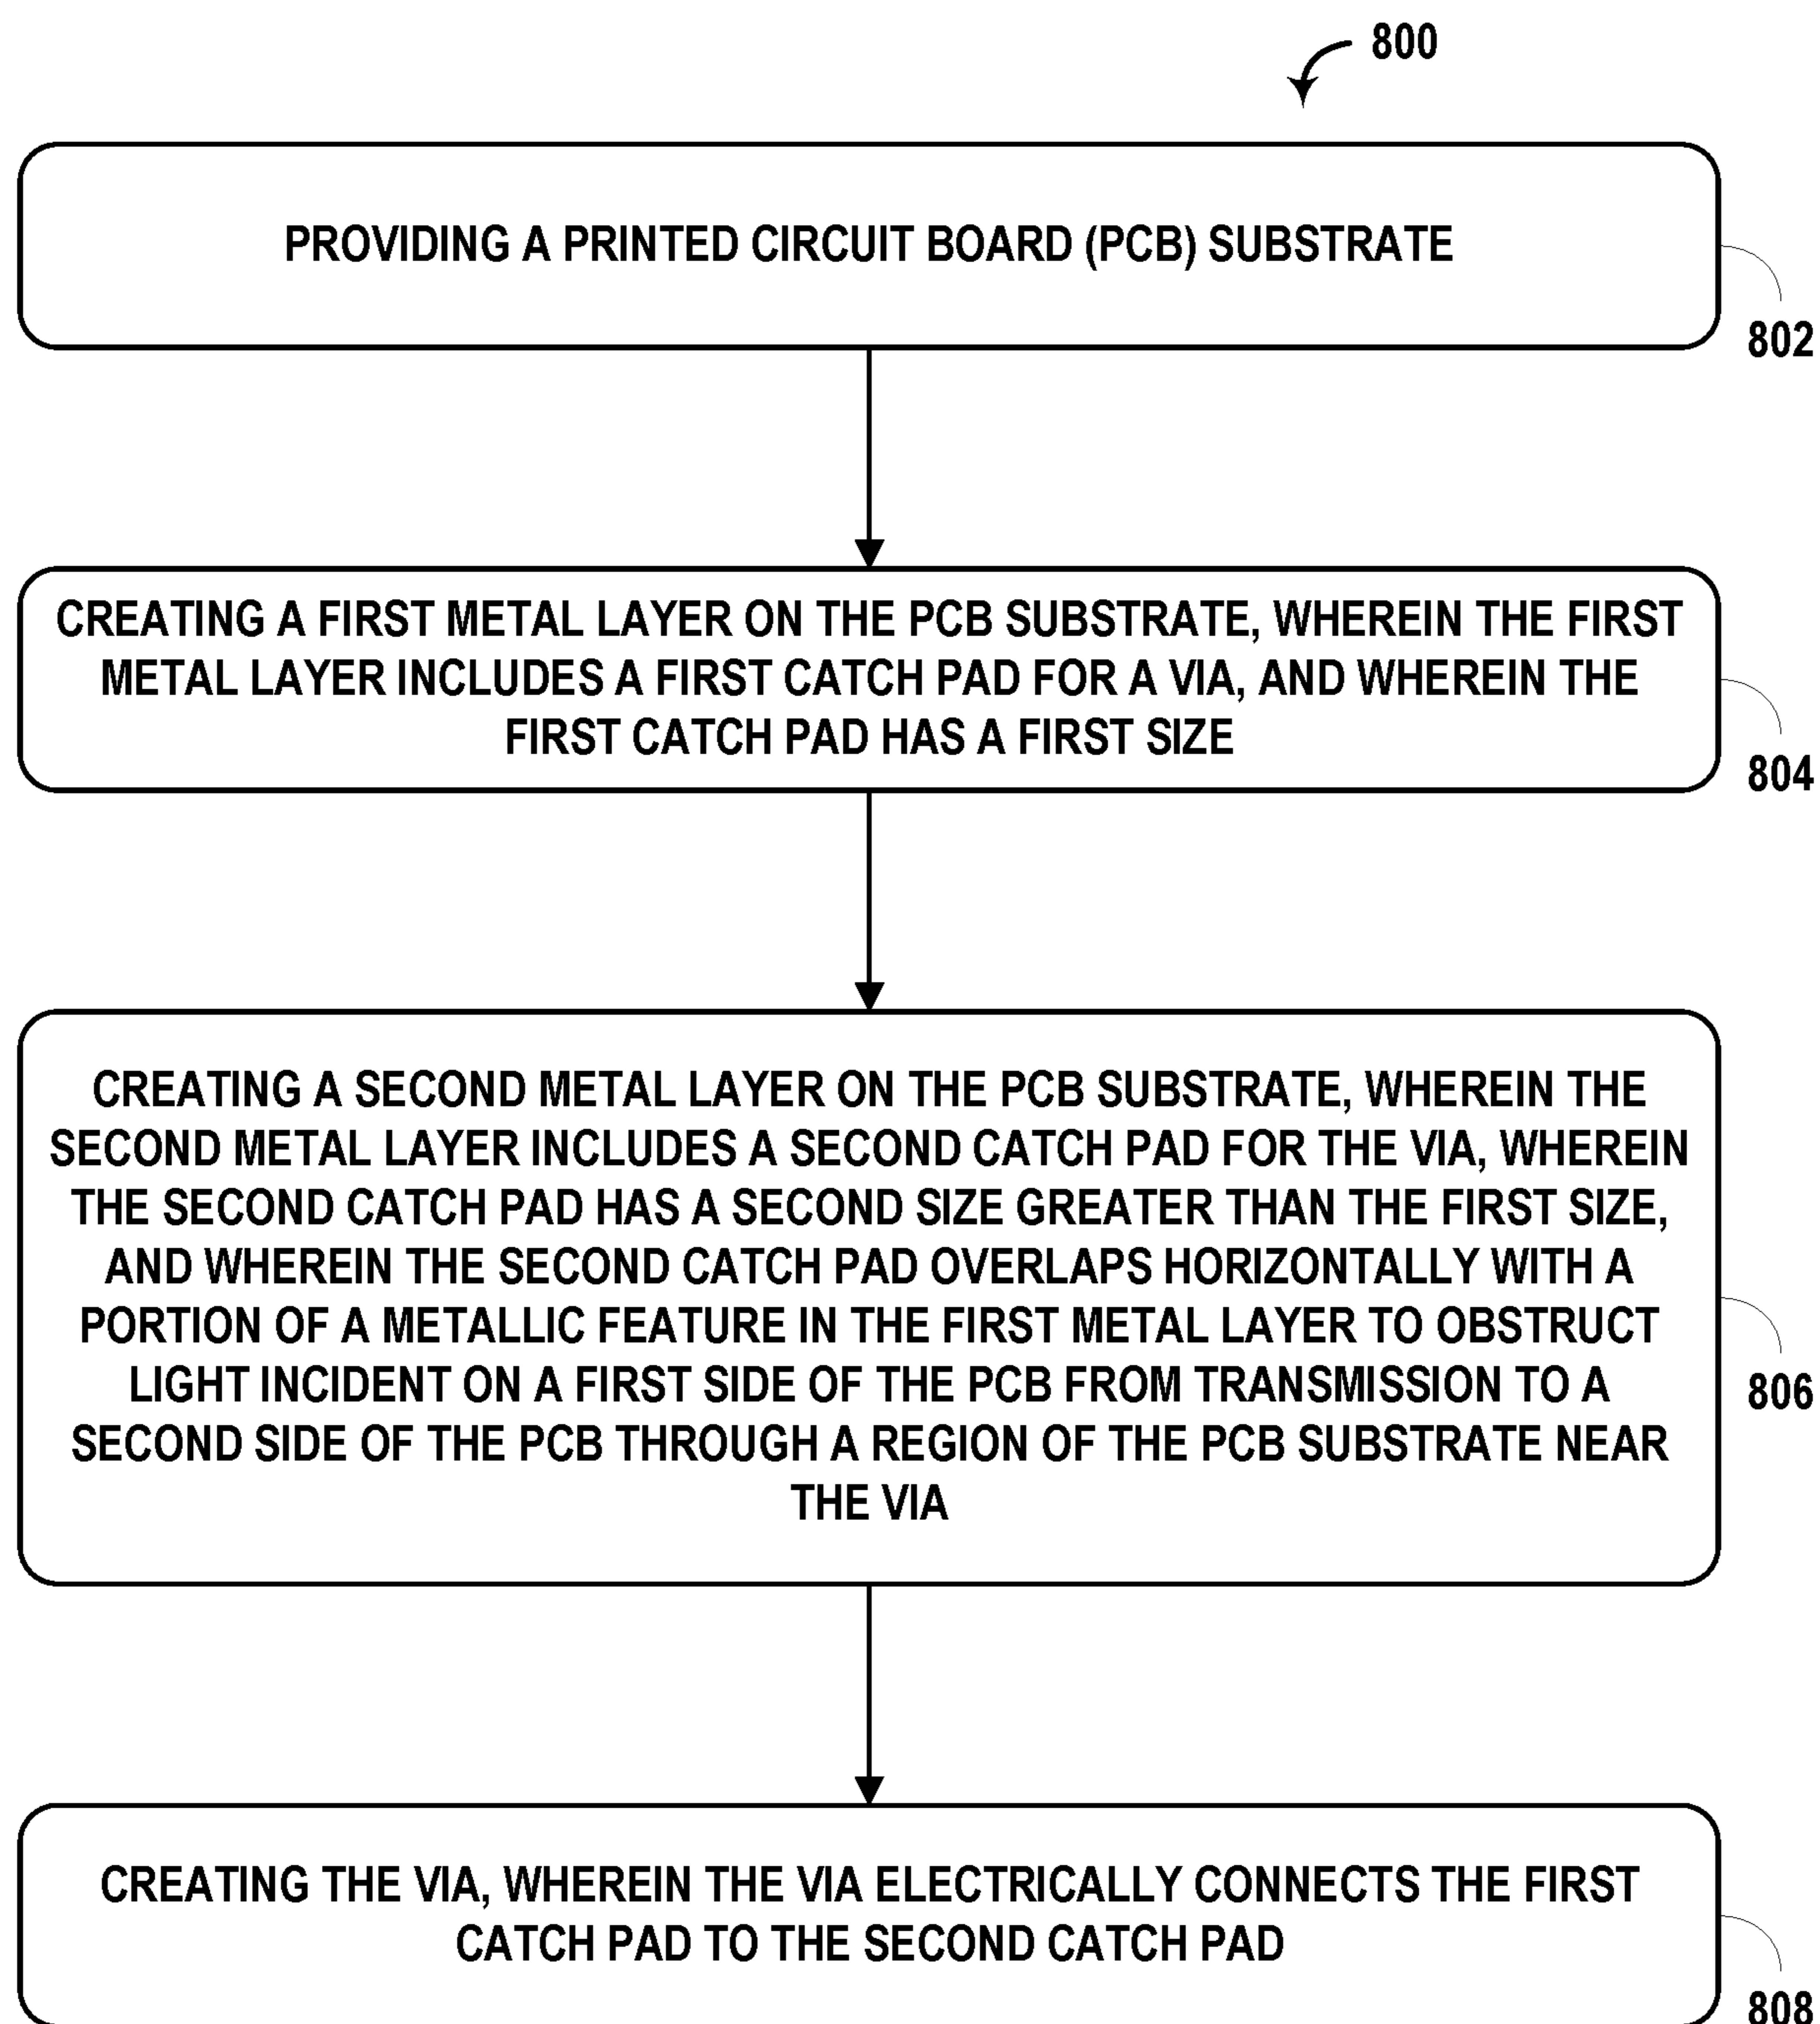 800
PROVIDING A PRINTED CIRCUIT BOARD (PCB) SUBSTRATE
802
CREATING A FIRST METAL LAYER ON THE PCB SUBSTRATE, WHEREIN THE FIRST
METAL LAYER INCLUDES A FIRST CATCH PAD FOR A VIA, AND WHEREIN THE
FIRST CATCH PAD HAS A FIRST SIZE
804
CREATING A SECOND METAL LAYER ON THE PCB SUBSTRATE, WHEREIN THE
SECOND METAL LAYER INCLUDES A SECOND CATCH PAD FOR THE VIA, WHEREIN
THE SECOND CATCH PAD HAS A SECOND SIZE GREATER THAN THE FIRST SIZE,
AND WHEREIN THE SECOND CATCH PAD OVERLAPS HORIZONTALLY WITH A
PORTION OF A METALLIC FEATURE IN THE FIRST METAL LAYER TO OBSTRUCT
LIGHT INCIDENT ON A FIRST SIDE OF THE PCB FROM TRANSMISSION TO A
SECOND SIDE OF THE PCB THROUGH A REGION OF THE PCB SUBSTRATE NEAR
THE VIA
806
CREATING THE VIA, WHEREIN THE VIA ELECTRICALLY CONNECTS THE FIRST
CATCH PAD TO THE SECOND CATCH PAD
808